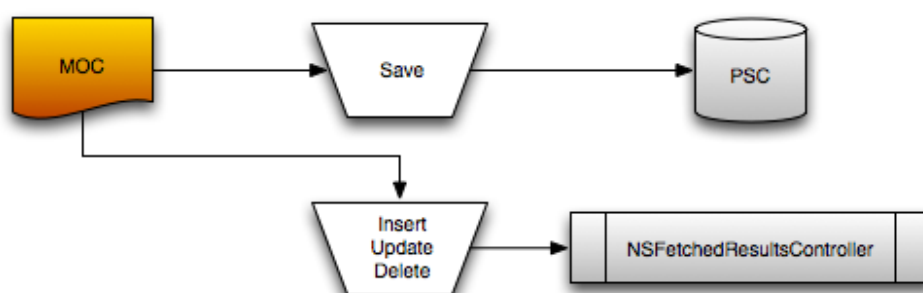 MOC
Save
PSC
Insert
Update
Delete
NSFetchedResultsController